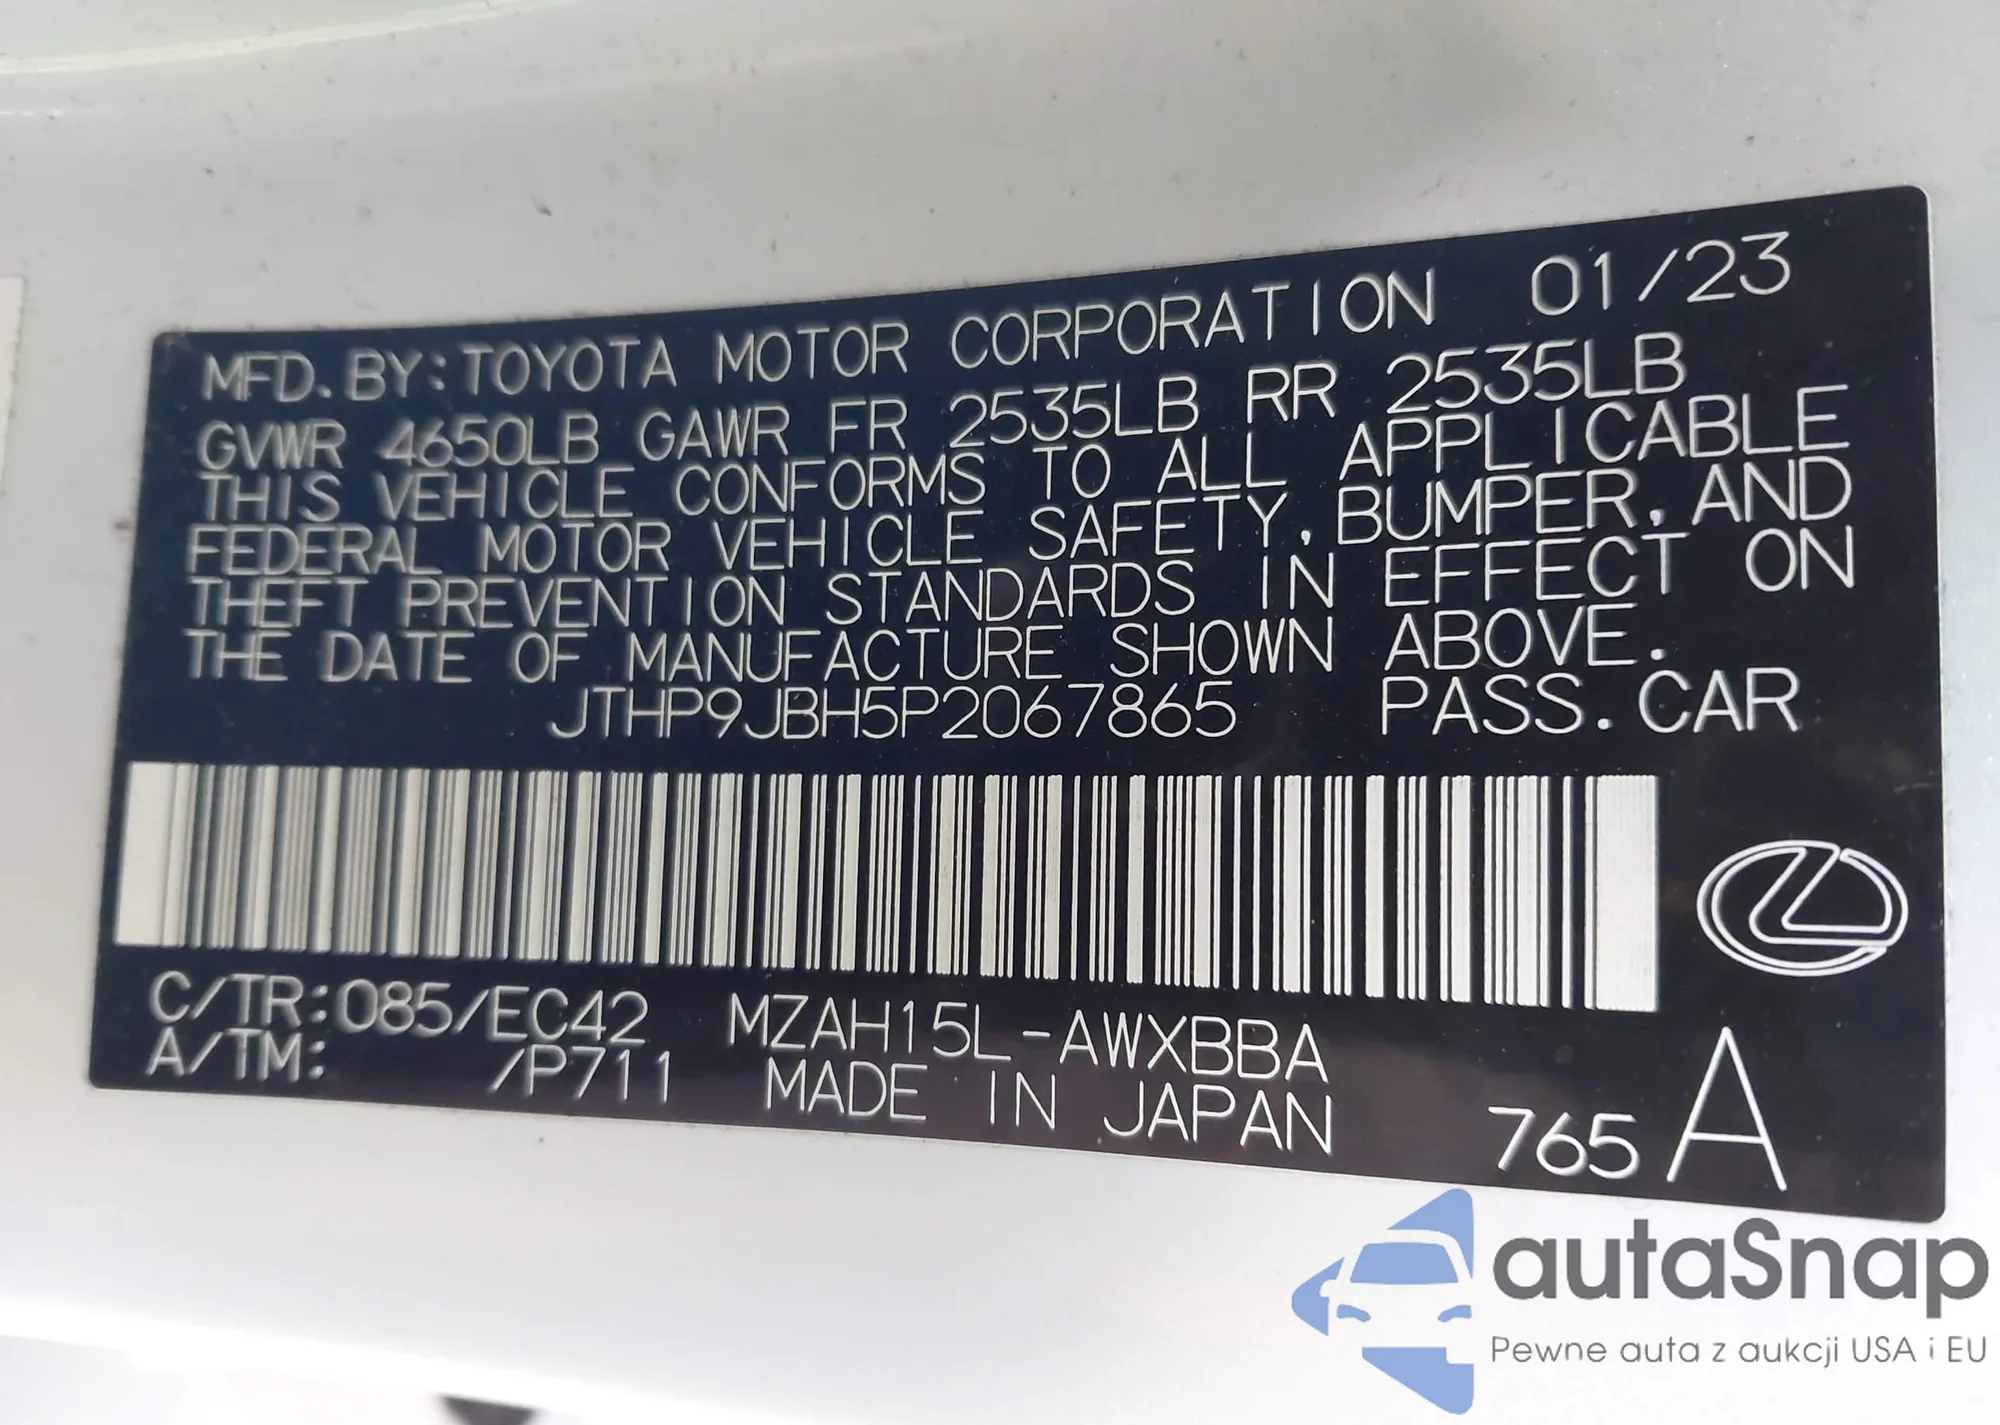 MFD. BY: TOYOTA MOTOR CORPORATION 01/23
GVWR 4650LB GAWR FR 2535LB RR 2535LB
THIS VEHICLE CONFORMS TO ALL APPLICABLE
FEDERAL MOTOR VEHICLE SAFETY, BUMPER, AND
THEFT PREVENTION STANDARDS IN EFFECT ON
THE DATE OF MANUFACTURE SHOWN ABOVE.
JTHP9JBH5P2067865 PASS. CAR
C/TR: 085/EC42 MZAH15L-AWXBBA
A/TM: /P711 MADE IN JAPAN 765 A
autaSnap
Pewne auta z aukcji USA i EU